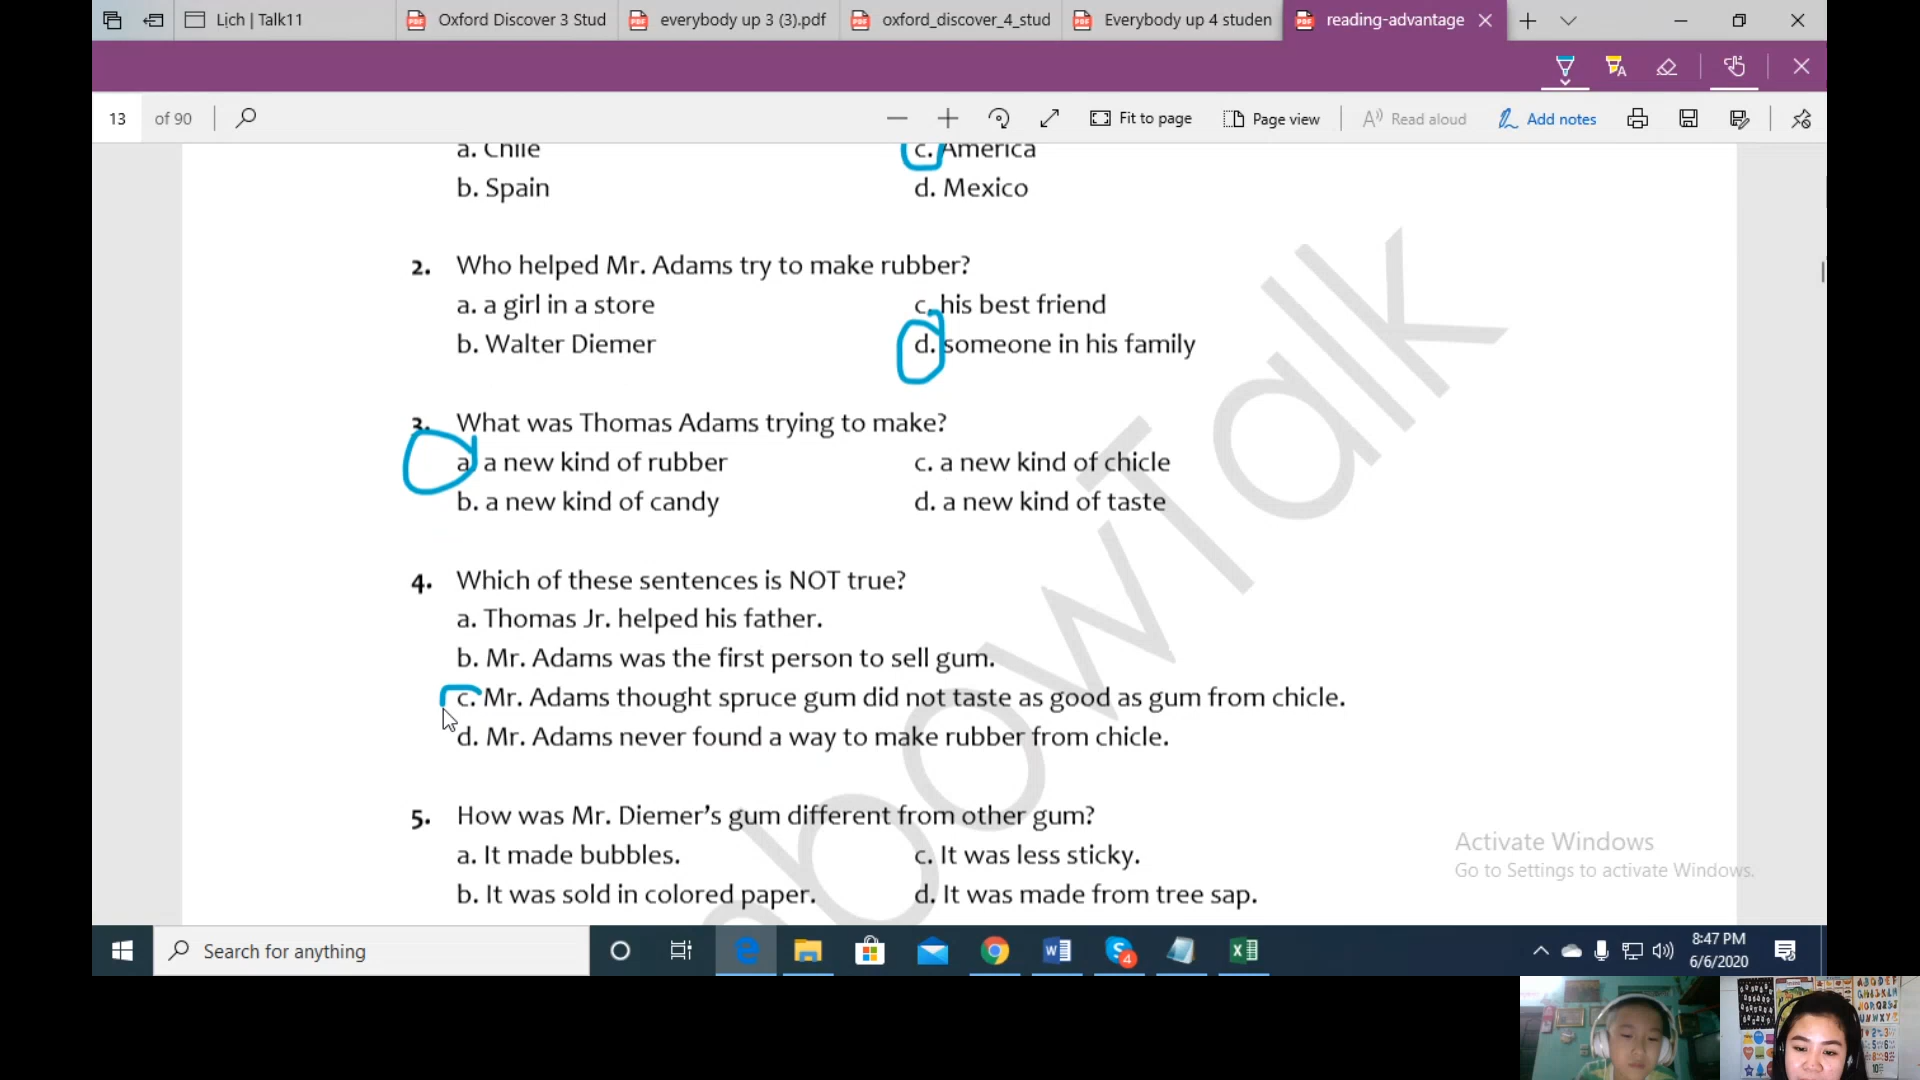 Lịch | Talk11
Oxford Discover 3 Stud
everybody up 3 (3).pdf
oxford_discover_4_stud
Everybody up 4 studen
reading-advantage
13 of 90
Fit to page
Page view
Read aloud
Add notes
a. Chile
c. America
b. Spain
d. Mexico
2. Who helped Mr. Adams try to make rubber?
a. a girl in a store
c. his best friend
b. Walter Diemer
d. someone in his family
3. What was Thomas Adams trying to make?
a. a new kind of rubber
c. a new kind of chicle
b. a new kind of candy
d. a new kind of taste
4. Which of these sentences is NOT true?
a. Thomas Jr. helped his father.
b. Mr. Adams was the first person to sell gum.
c. Mr. Adams thought spruce gum did not taste as good as gum from chicle.
d. Mr. Adams never found a way to make rubber from chicle.
5. How was Mr. Diemer’s gum different from other gum?
a. It made bubbles.
c. It was less sticky.
b. It was sold in colored paper.
d. It was made from tree sap.
bowTalk
Activate Windows
Go to Settings to activate Windows.
Search for anything
4
8:47 PM
6/6/2020